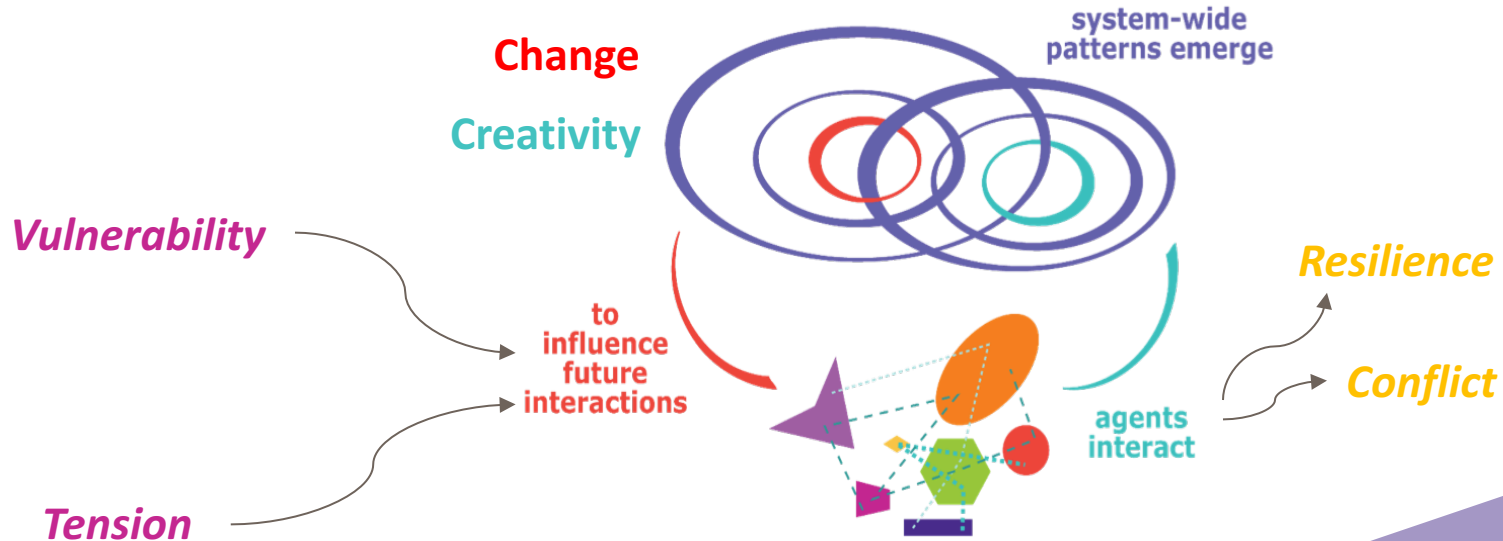 system-wide
patterns emerge
Change
Creativity
Vulnerability
Resilience
to
influence
future
interactions
Conflict
agents
interact
Tension